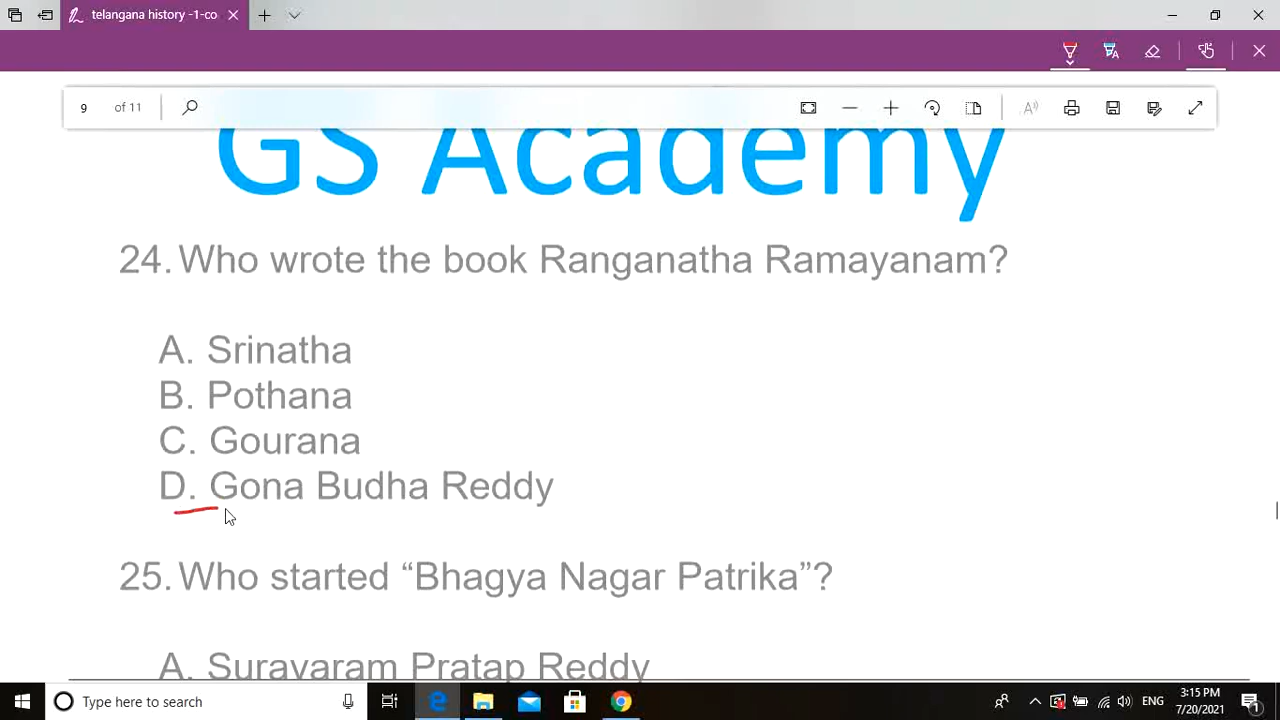 telangana history -1-co
9 of 11
GS Academy
24. Who wrote the book Ranganatha Ramayanam?
A. Srinatha
B. Pothana
C. Gourana
D. Gona Budha Reddy
25. Who started “Bhagya Nagar Patrika”?
A. Suravaram Pratap Reddy
Type here to search
ENG
3:15 PM
7/20/2021
1